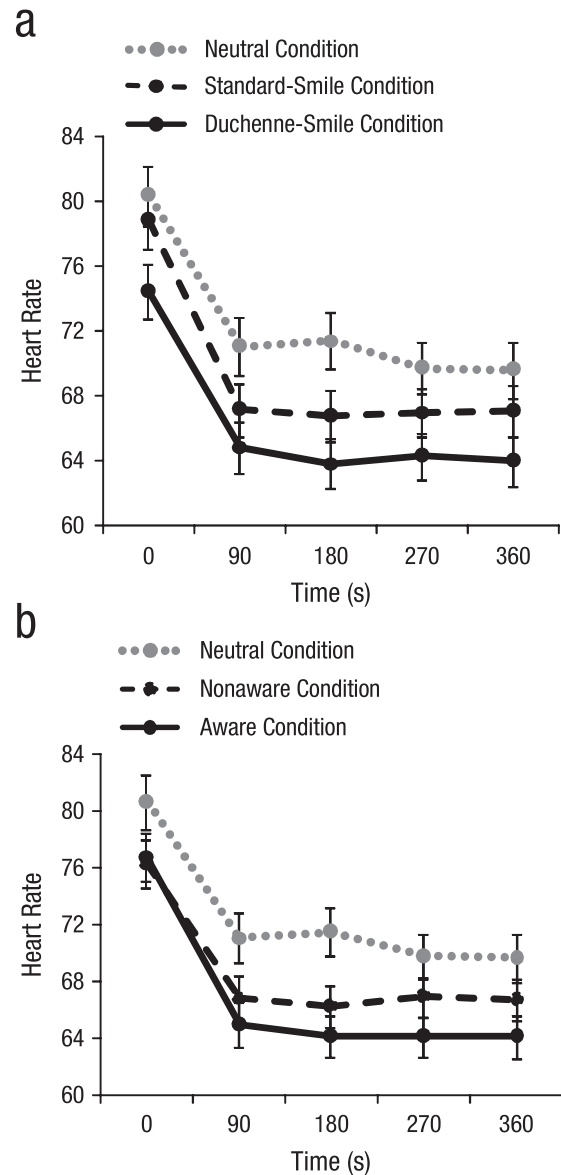 a
Neutral Condition
Standard-Smile Condition
Duchenne-Smile Condition
84
80
76
72
68
64
60
Heart Rate
0 90 180 270 360
Time (s)
b
Neutral Condition
Nonaware Condition
Aware Condition
84
80
76
72
68
64
60
Heart Rate
0 90 180 270 360
Time (s)